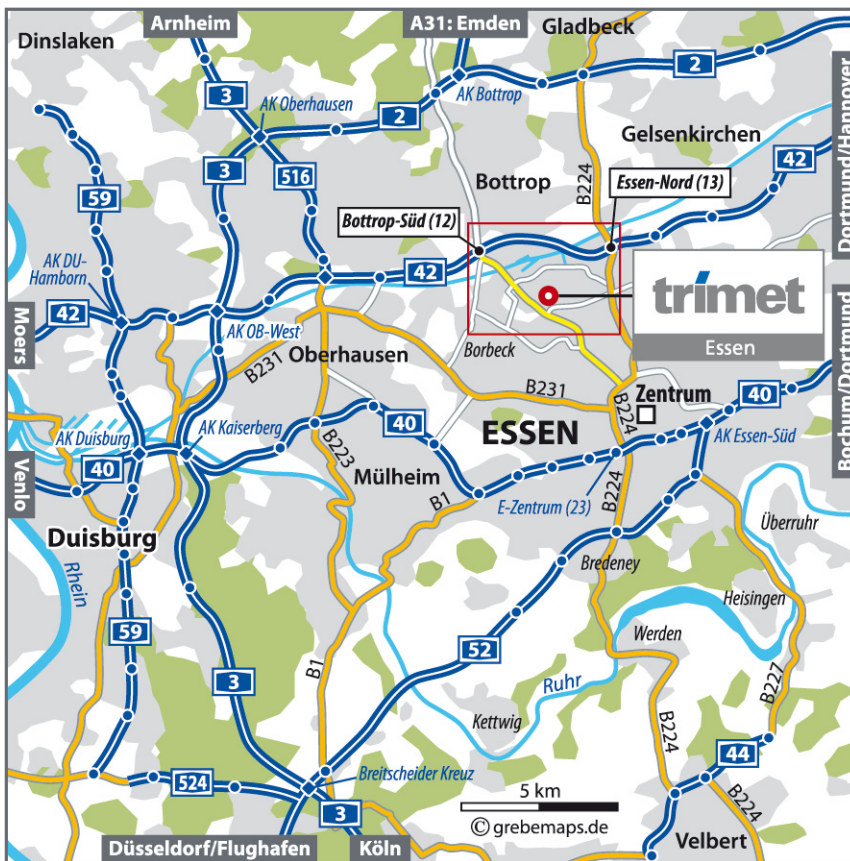 Arnheim
A31: Emden
Dinslaken
Gladbeck
2
3
AK Oberhausen
2
AK Bottrop
Dortmund/Hannover
Gelsenkirchen
3
516
42
59
Bottrop
B224
Essen-Nord (13)
Bottrop-Süd (12)
AK DU-
Hamborn
42
trimet
Essen
Moers
42
AK OB-West
Oberhausen
Borbeck
B231
B231
Zentrum
B224
40
Bochum/Dortmund
40
ESSEN
AK Essen-Süd
AK Duisburg
AK Kaiserberg
40
B223
Mülheim
B1
E-Zentrum (23)
B224
Venlo
Duisburg
Überruhr
Bredeney
Rhein
Heisingen
59
52
Werden
3
B1
Ruhr
B227
Kettwig
B224
44
524
Breitscheider Kreuz
5 km
B224
3
© grebemaps.de
Velbert
Düsseldorf/Flughafen
Köln